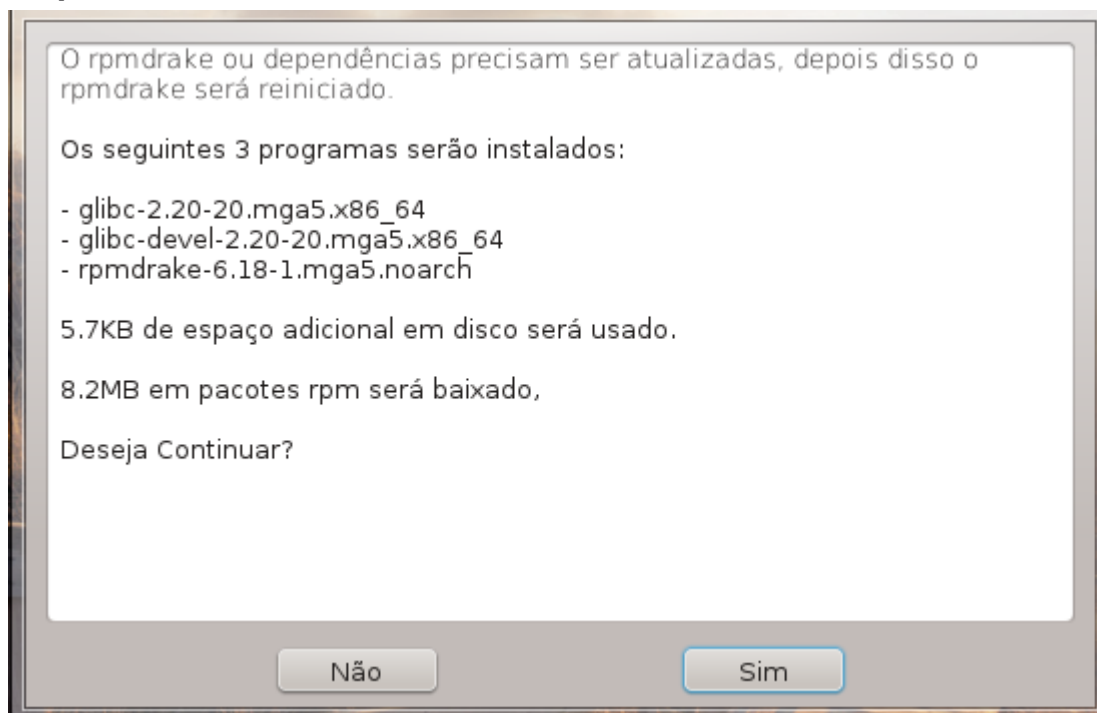 O rpmdrake ou dependências precisam ser atualizadas, depois disso o
rpmdrake será reiniciado.
Os seguintes 3 programas serão instalados:
- glibc-2.20-20.mga5.x86_64
- glibc-devel-2.20-20.mga5.x86_64
- rpmdrake-6.18-1.mga5.noarch
5.7KB de espaço adicional em disco será usado.
8.2MB em pacotes rpm será baixado,
Deseja Continuar?
Não
Sim